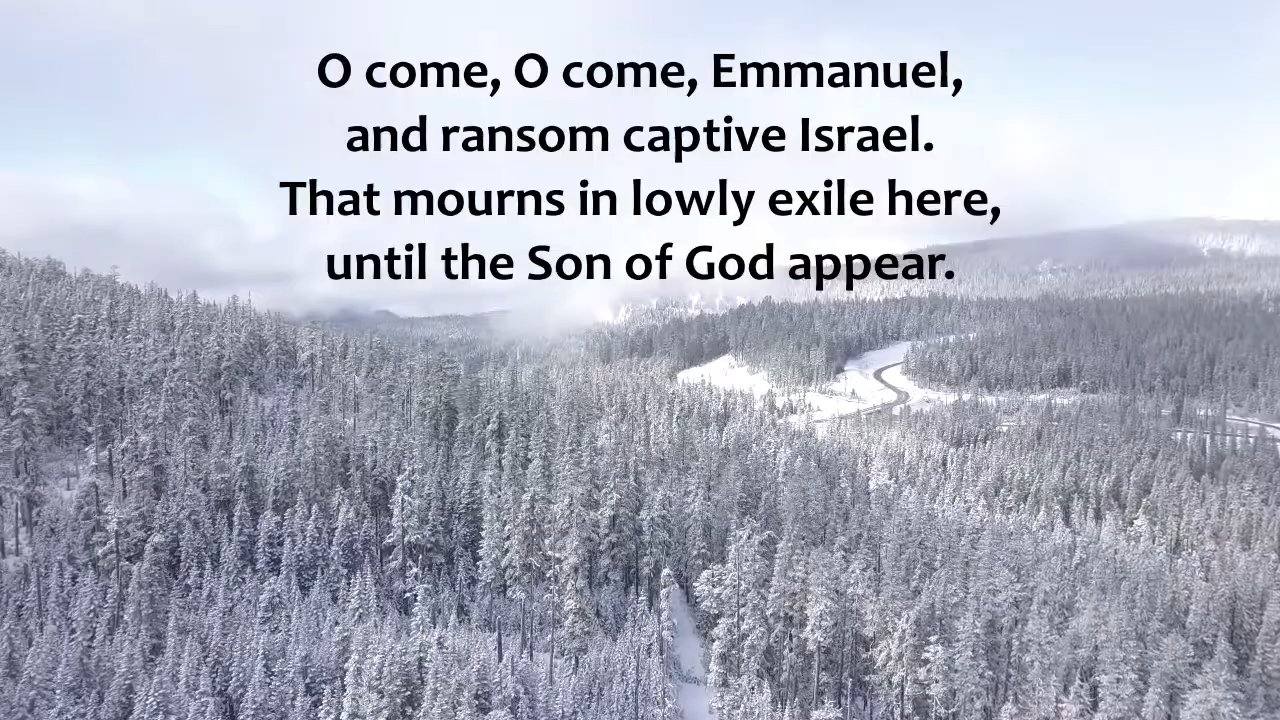 O come, O come, Emmanuel,
and ransom captive Israel.
That mourns in lowly exile here,
until the Son of God appear.